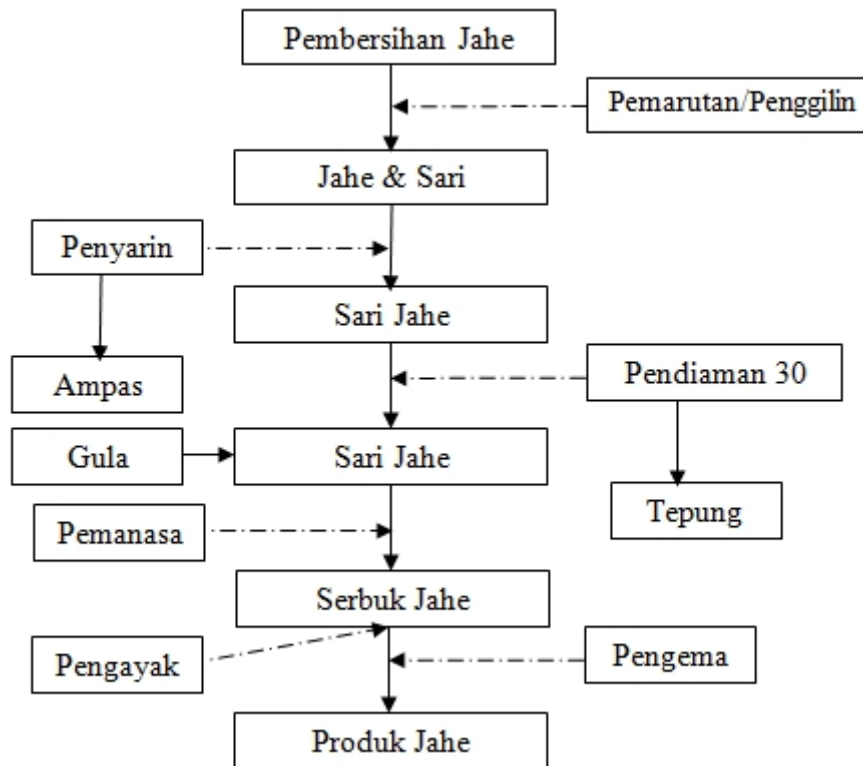 Pembersihan Jahe
Pemarutan/Penggilin
Jahe & Sari
Penyarin
Sari Jahe
Ampas
Pendiaman 30
Gula
Sari Jahe
Tepung
Pemanasa
Serbuk Jahe
Pengayak
Pengema
Produk Jahe